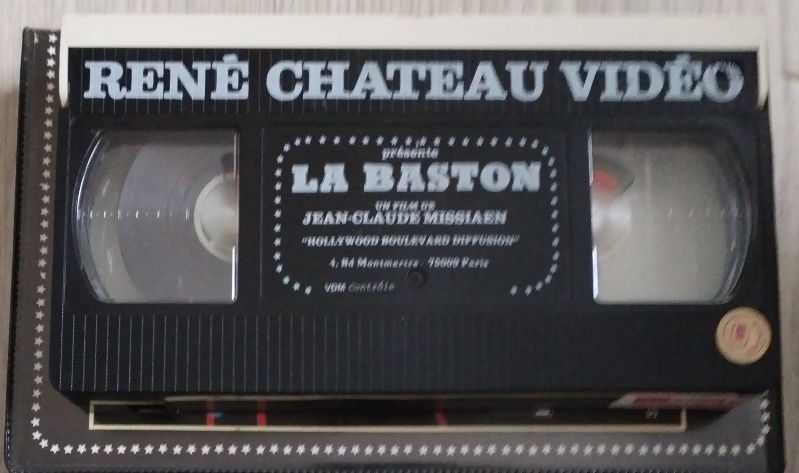 RENÉ CHATEAU VIDÉO
présente
LA BASTON
UN FILM DE
JEAN-CLAUDE MISSIAEN
"HOLLYWOOD BOULEVARD DIFFUSION"
4, Bd Montmartre - 75009 Paris
VDM Contrôle